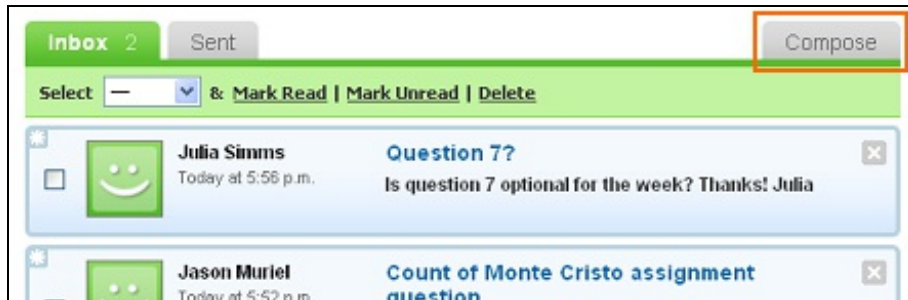 Inbox 2 Sent Compose
Select — & Mark Read | Mark Unread | Delete
Julia Simms Question 7?
Today at 5:56 p.m. Is question 7 optional for the week? Thanks! Julia
Jason Muriel Count of Monte Cristo assignment
Today at 5:52 p.m. question